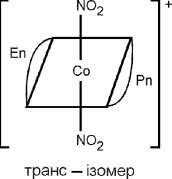 NO₂
+
En
Co
Pn
NO₂
транс – ізомер